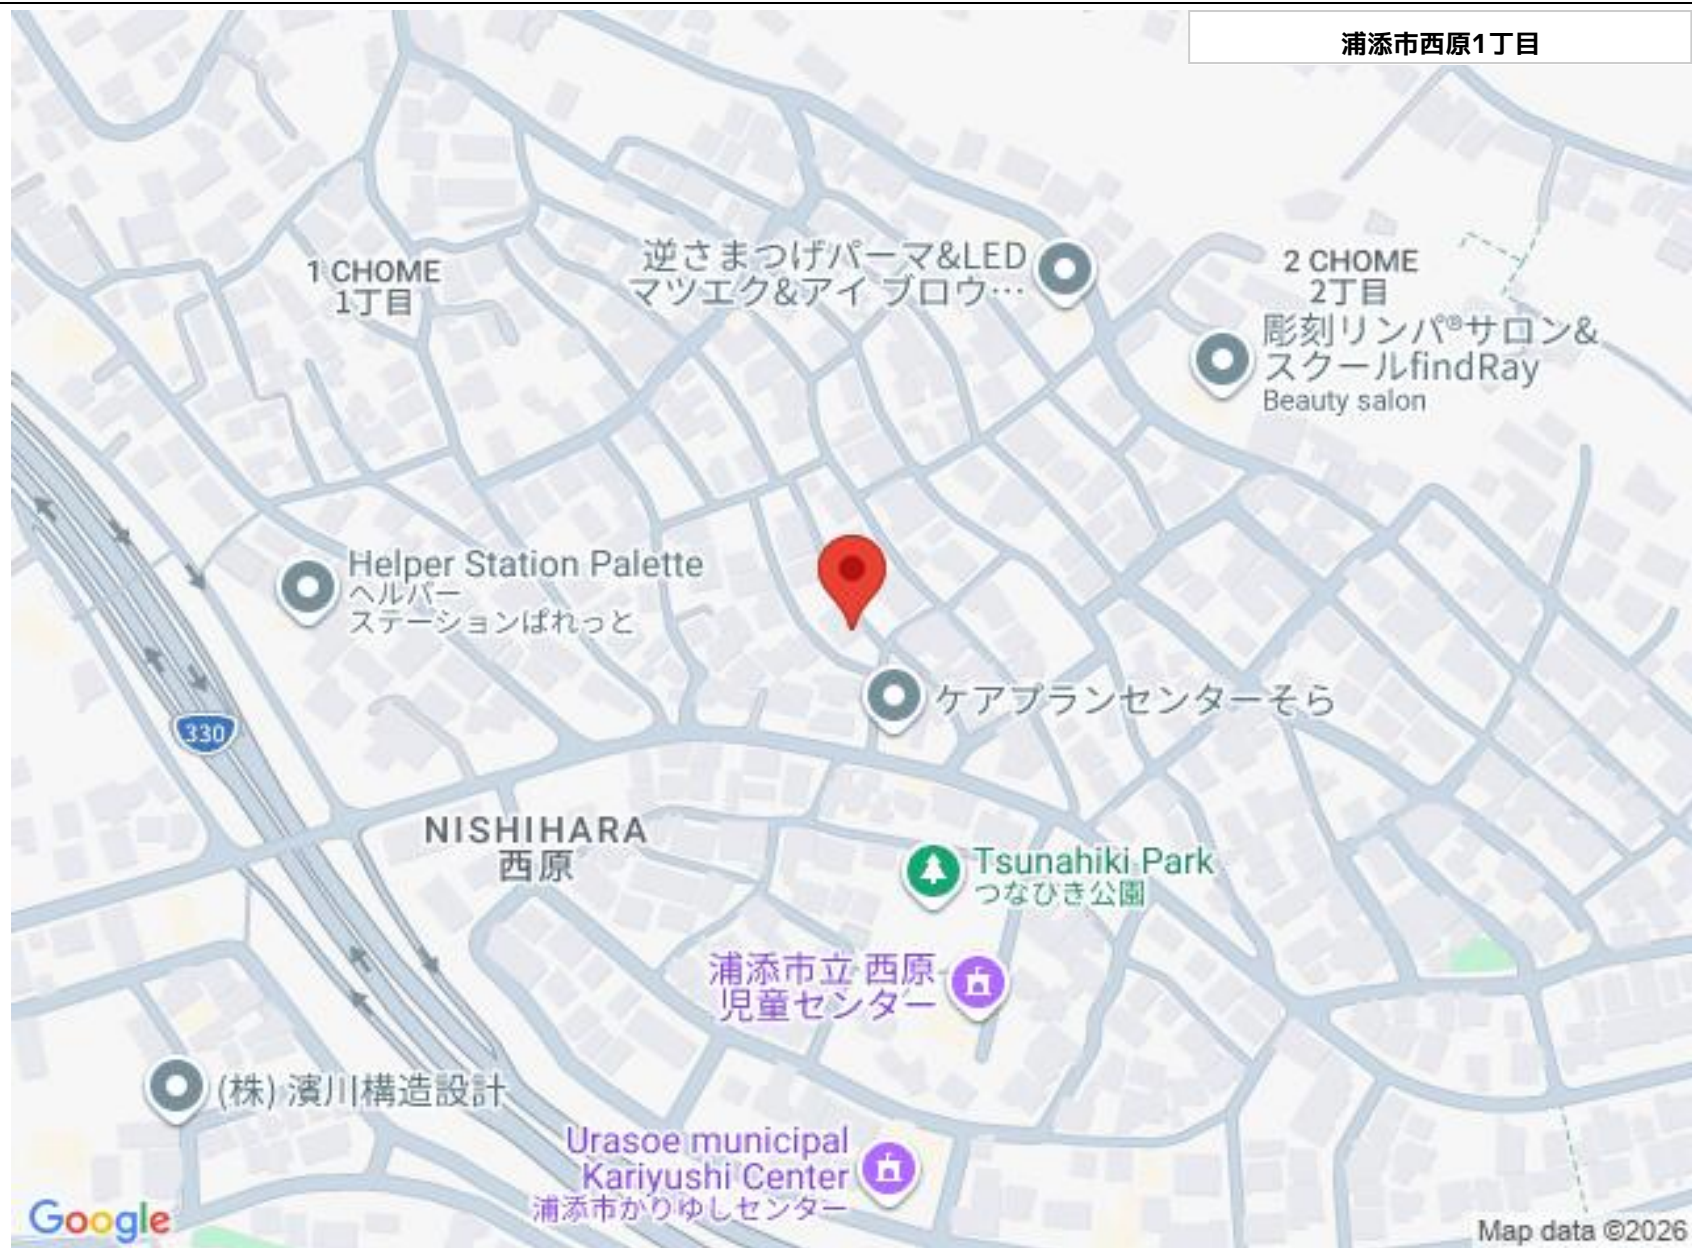 浦添市西原1丁目
1 CHOME
1丁目
逆さまつげパーマ&LED
マツエク&アイ ブロウ…
2 CHOME
2丁目
彫刻リンパ®サロン&
スクールfindRay
Beauty salon
Helper Station Palette
ヘルパー
ステーションぱれっと
ケアプランセンターそら
330
NISHIHARA
西原
Tsunahiki Park
つなひき公園
浦添市立 西原
児童センター
(株) 濱川構造設計
Urasoe municipal
Kariyushi Center
浦添市かりゆしセンター
Google
Map data ©2026